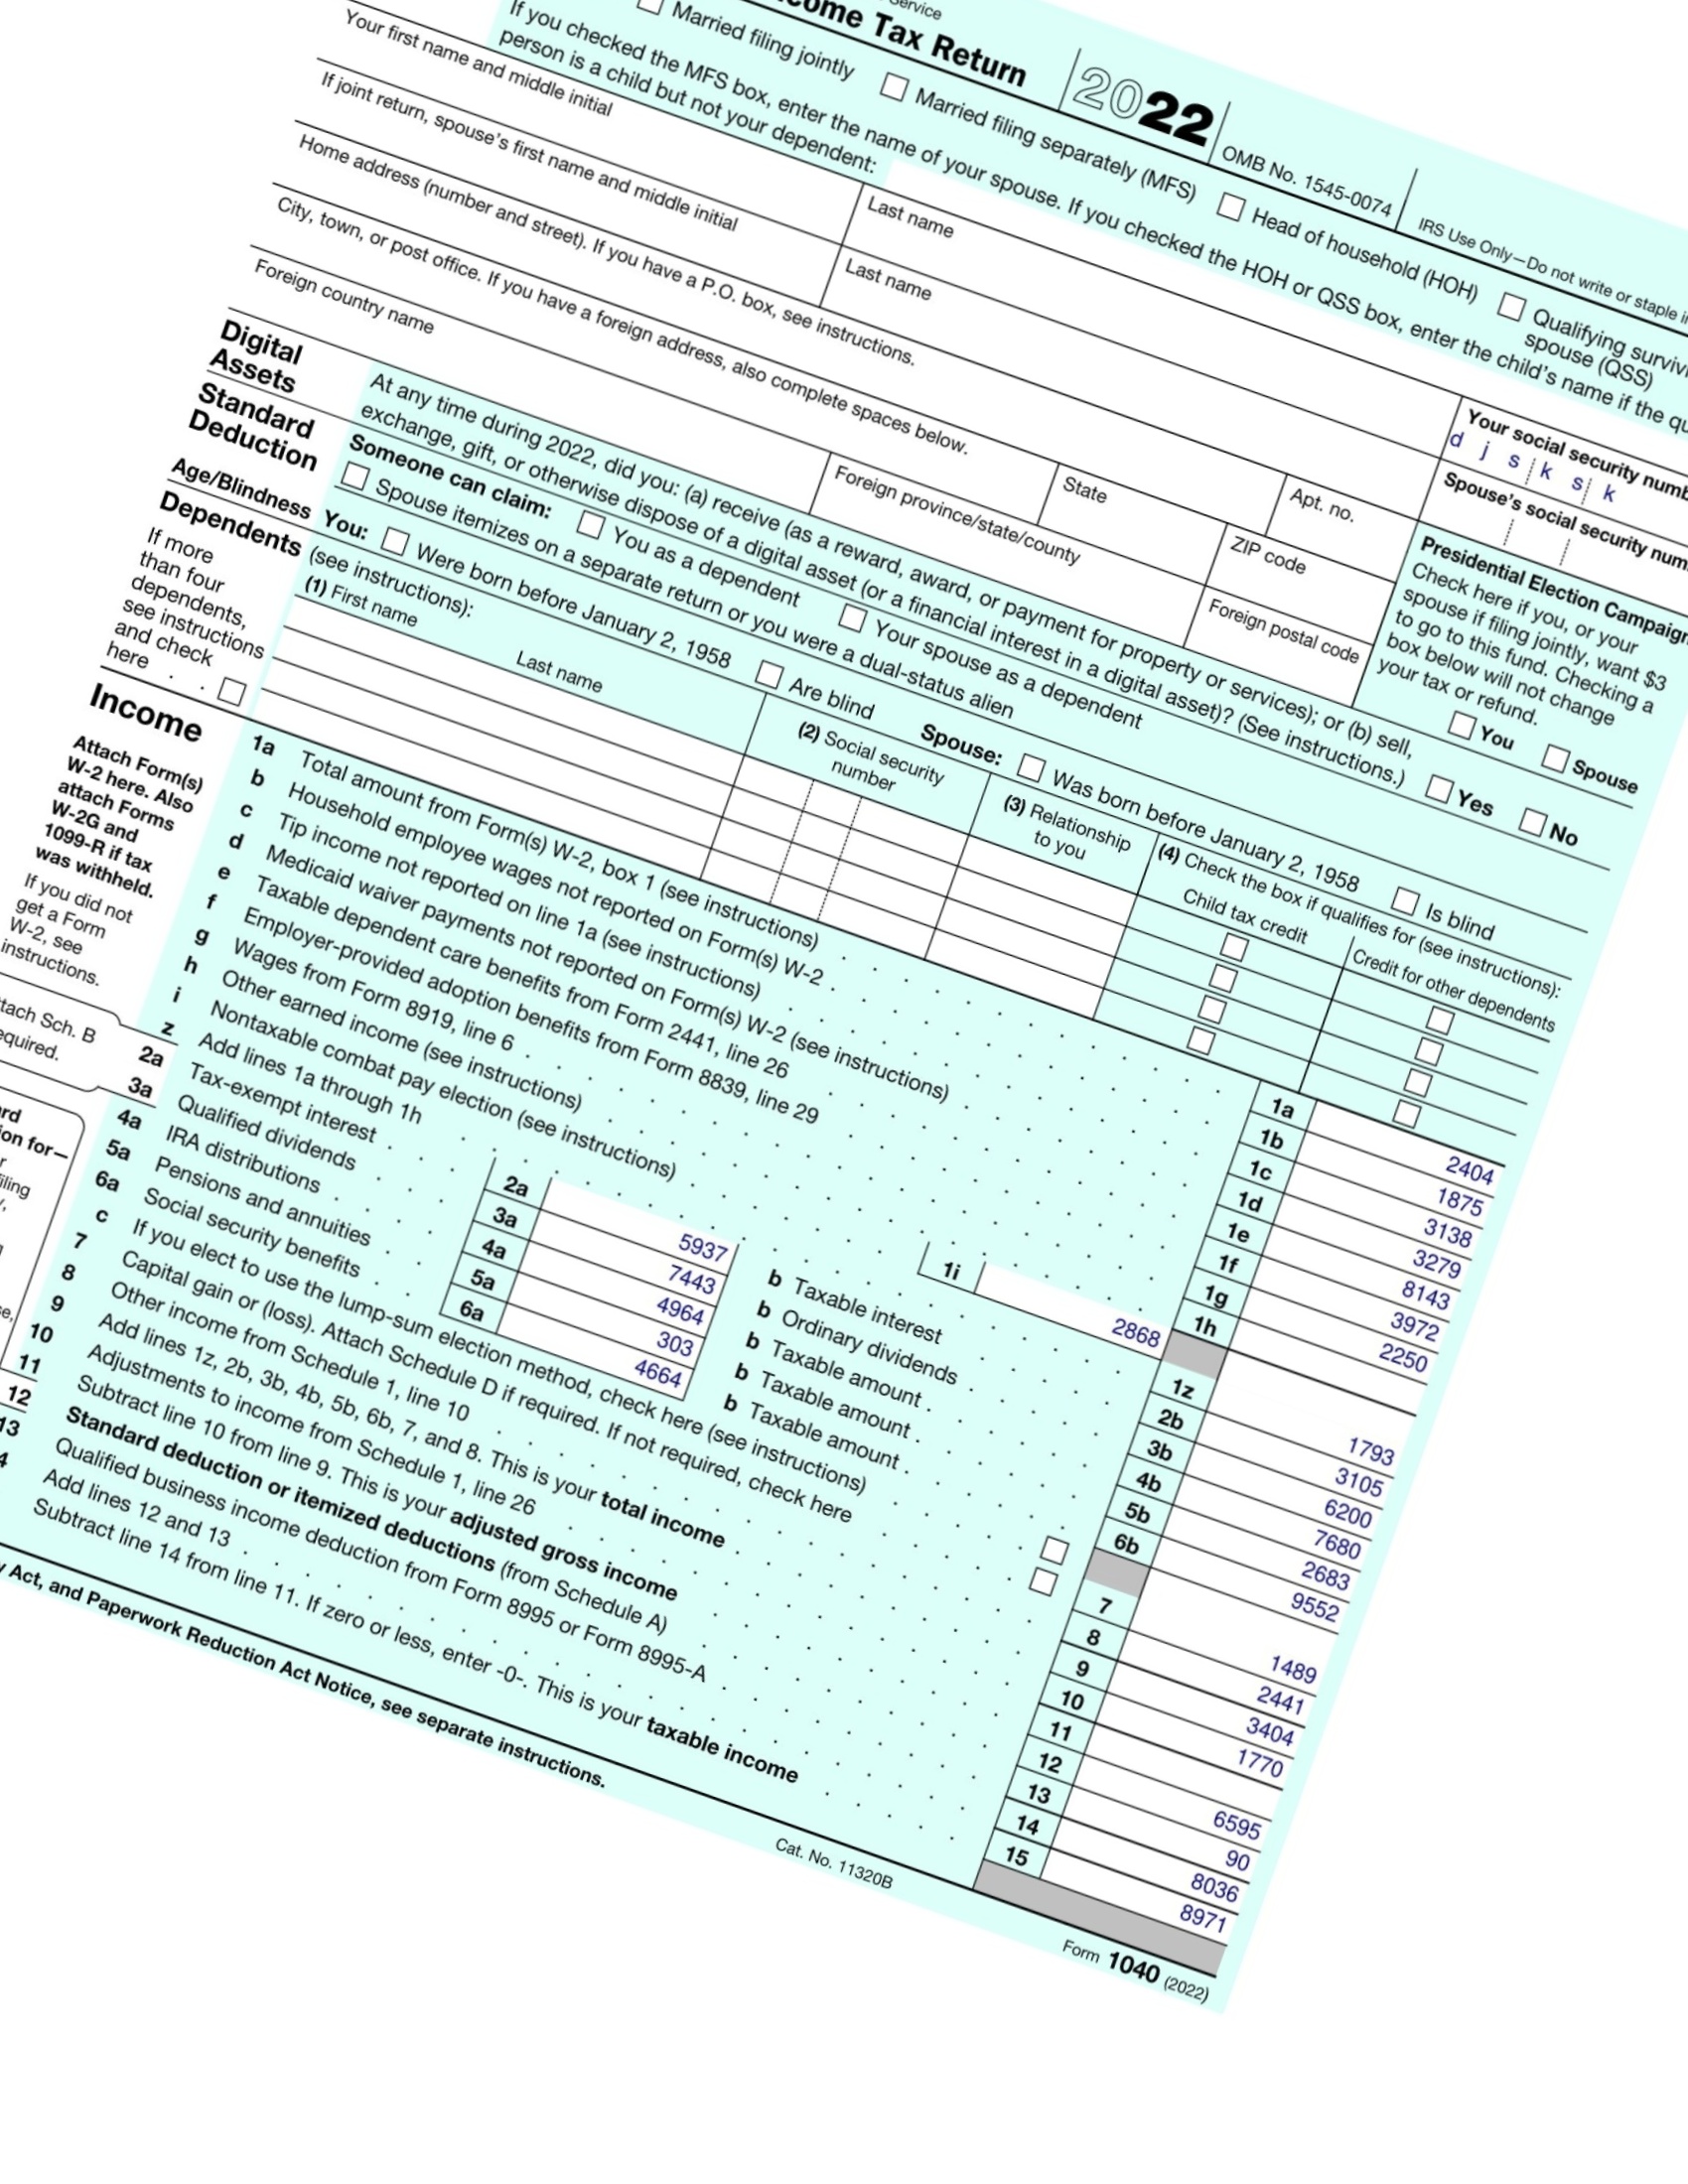 Service
come Tax Return 2022 OMB No. 1545-0074 IRS Use Only—Do not write or staple
Married filing jointly Married filing separately (MFS) Head of household (HOH) Qualifying
spouse (QSS)
If you checked the MFS box, enter the name of your spouse. If you checked the HOH or QSS box, enter the child's name if the
person is a child but not your dependent:
Your first name and middle initial Last name Your social security
d j s k s k
If joint return, spouse's first name and middle initial Last name Spouse's social security
Home address (number and street). If you have a P.O. box, see instructions. Apt. no.
Presidential Election Campaign
Check here if you, or your
spouse if filing jointly, want $3
to go to this fund. Checking a
box below will not change
your tax or refund.
You Spouse
City, town, or post office. If you have a foreign address, also complete spaces below. State ZIP code
Foreign country name Foreign province/state/county Foreign postal code
Digital
Assets
At any time during 2022, did you: (a) receive (as a reward, award, or payment for property or services); or (b) sell,
exchange, gift, or otherwise dispose of a digital asset (or a financial interest in a digital asset)? (See instructions.) Yes No
Standard
Deduction
Someone can claim: You as a dependent Your spouse as a dependent
Spouse itemizes on a separate return or you were a dual-status alien
Age/Blindness You: Were born before January 2, 1958 Are blind Spouse: Was born before January 2, 1958 Is blind
Dependents (see instructions):
(1) First name Last name
(2) Social security
number
(3) Relationship
to you
(4) Check the box if qualifies for (see instructions):
Child tax credit Credit for other dependents
If more
than four
dependents,
see instructions
and check
here . .
Income
Attach Form(s)
W-2 here. Also
attach Forms
W-2G and
1099-R if tax
was withheld.
If you did not
get a Form
W-2, see
instructions.
1a Total amount from Form(s) W-2, box 1 (see instructions) 1a 2404
b Household employee wages not reported on Form(s) W-2 1b 1875
c Tip income not reported on line 1a (see instructions) 1c 3138
d Medicaid waiver payments not reported on Form(s) W-2 (see instructions) 1d 3279
e Taxable dependent care benefits from Form 2441, line 26 1e 8143
f Employer-provided adoption benefits from Form 8839, line 29 1f 3972
g Wages from Form 8919, line 6 1g 2250
h Other earned income (see instructions) 1h
i Nontaxable combat pay election (see instructions) 1i 2868
z Add lines 1a through 1h 1z 1793
tach Sch. B
equired.
2a Tax-exempt interest 2a 5937 b Taxable interest 2b 3105
3a Qualified dividends 3a 7443 b Ordinary dividends 3b 6200
4a IRA distributions 4a 4964 b Taxable amount 4b 7680
5a Pensions and annuities 5a 303 b Taxable amount 5b 2683
6a Social security benefits 6a 4664 b Taxable amount 6b 9552
c If you elect to use the lump-sum election method, check here (see instructions)
7 Capital gain or (loss). Attach Schedule D if required. If not required, check here 7 1489
8 Other income from Schedule 1, line 10 8 2441
9 Add lines 1z, 2b, 3b, 4b, 5b, 6b, 7, and 8. This is your total income 9 3404
10 Adjustments to income from Schedule 1, line 26 10 1770
11 Subtract line 10 from line 9. This is your adjusted gross income 11
12 Standard deduction or itemized deductions (from Schedule A) 12 6595
13 Qualified business income deduction from Form 8995 or Form 8995-A 13 90
4 Add lines 12 and 13 14 8036
Subtract line 14 from line 11. If zero or less, enter -0-. This is your taxable income 15 8971
y Act, and Paperwork Reduction Act Notice, see separate instructions. Cat. No. 11320B Form 1040 (2022)